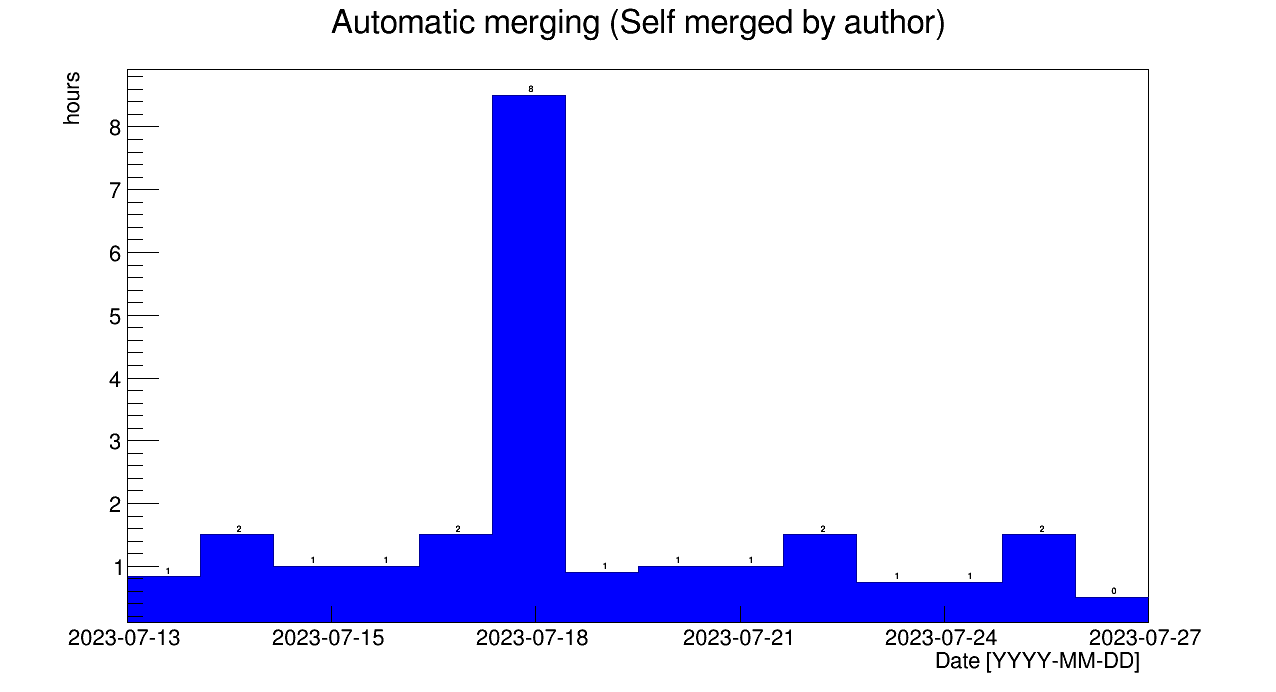 Automatic merging (Self merged by author)
hours
8
8
7
6
5
4
3
2
2 2 2 2
1 1 1 1 1 1 1 1
1
0
2023-07-13 2023-07-15 2023-07-18 2023-07-21 2023-07-24 2023-07-27
Date [YYYY-MM-DD]